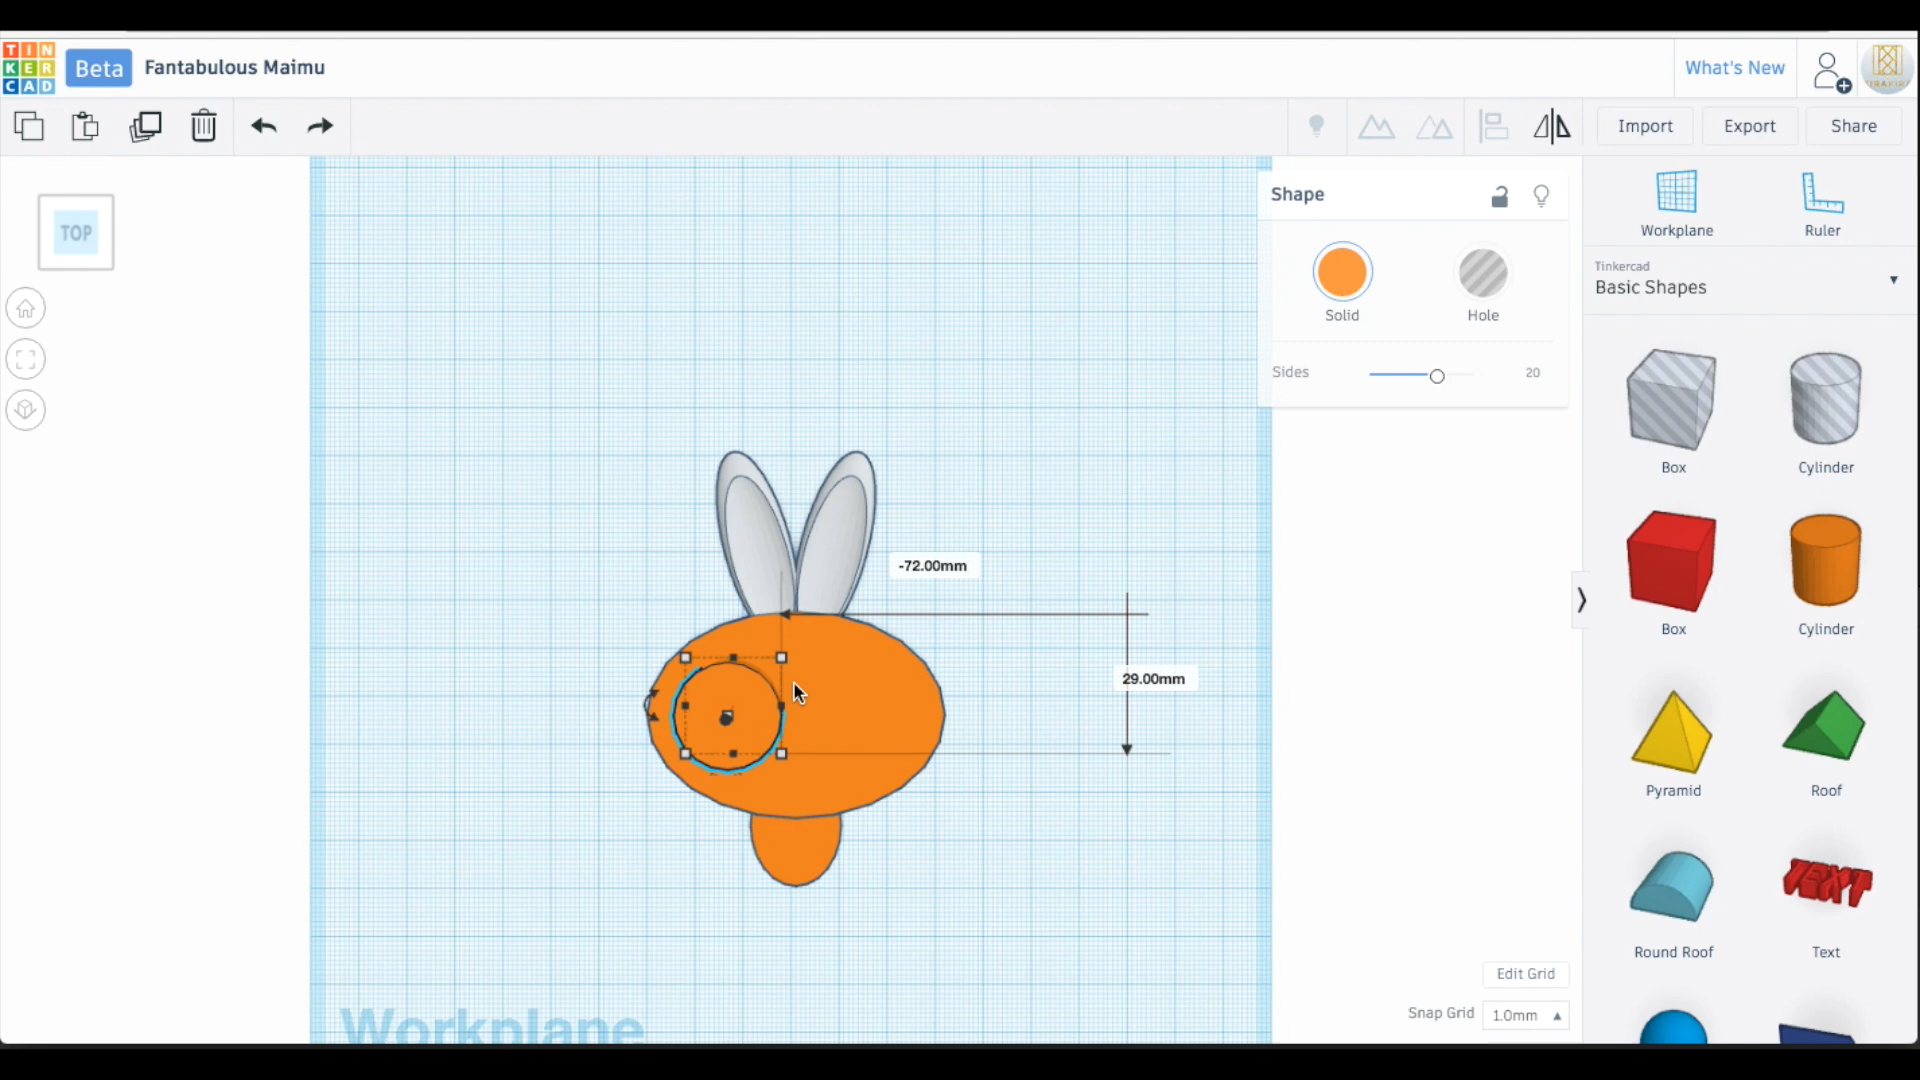 TIN
KER
CAD
Beta
Fantabulous Maimu
What's New
Import
Export
Share
TOP
Shape
Solid
Hole
Sides
20
Workplane
Ruler
Tinkercad
Basic Shapes
Box
Cylinder
Box
Cylinder
Pyramid
Roof
Round Roof
TEXT
Text
-72.00mm
29.00mm
Workplane
Edit Grid
Snap Grid
1.0mm